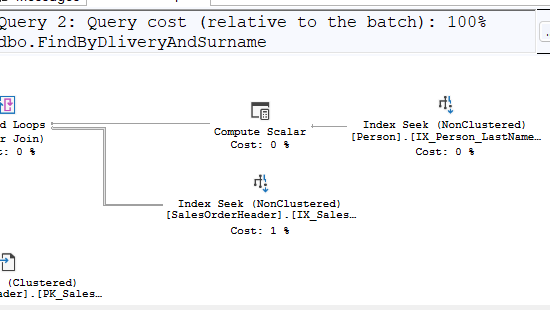 Query 2: Query cost (relative to the batch): 100%
dbo.FindByDliveryAndSurname
d Loops
r Join)
t: 0 %
Compute Scalar
Cost: 0 %
Index Seek (NonClustered)
[Person].[IX_Person_LastName…
Cost: 0 %
Index Seek (NonClustered)
[SalesOrderHeader].[IX_Sales…
Cost: 1 %
(Clustered)
ader].[PK_Sales…